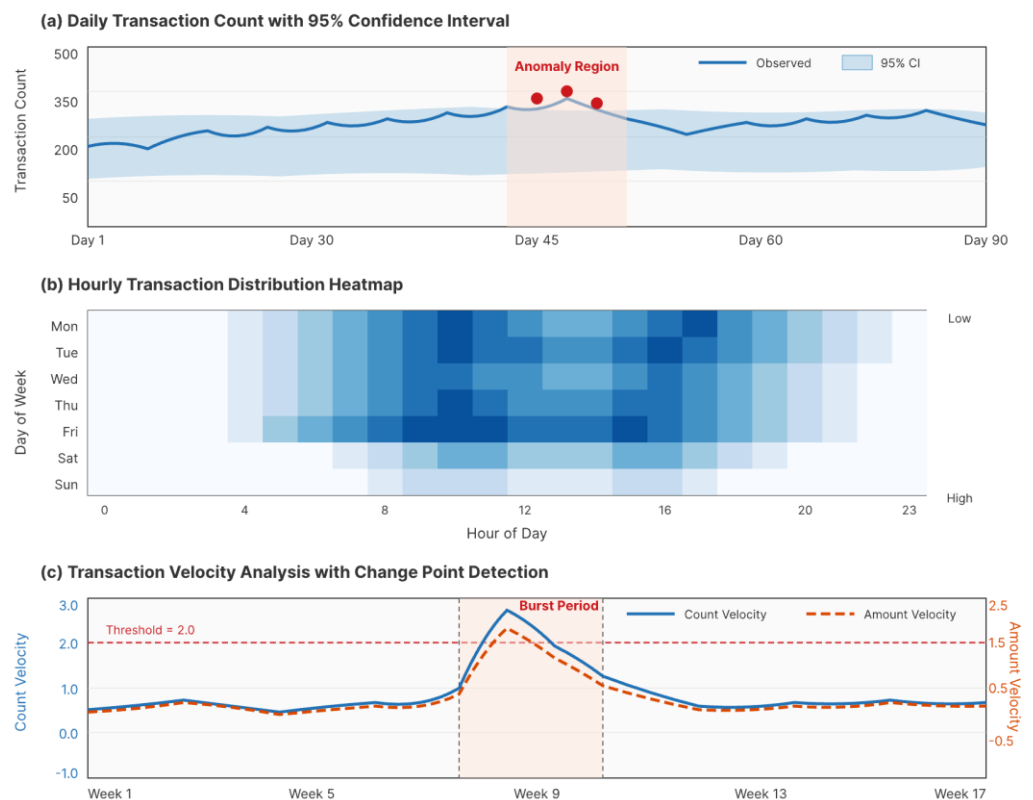 (a) Daily Transaction Count with 95% Confidence Interval
500
350
200
50
Transaction Count
Anomaly Region
Observed
95% CI
Day 1
Day 30
Day 45
Day 60
Day 90
(b) Hourly Transaction Distribution Heatmap
Mon
Tue
Wed
Thu
Fri
Sat
Sun
Day of Week
Low
High
0
4
8
12
16
20
23
Hour of Day
(c) Transaction Velocity Analysis with Change Point Detection
3.0
2.0
1.0
0.0
-1.0
Count Velocity
Threshold = 2.0
Burst Period
Count Velocity
Amount Velocity
2.5
1.5
0.5
-0.5
Amount Velocity
Week 1
Week 5
Week 9
Week 13
Week 17